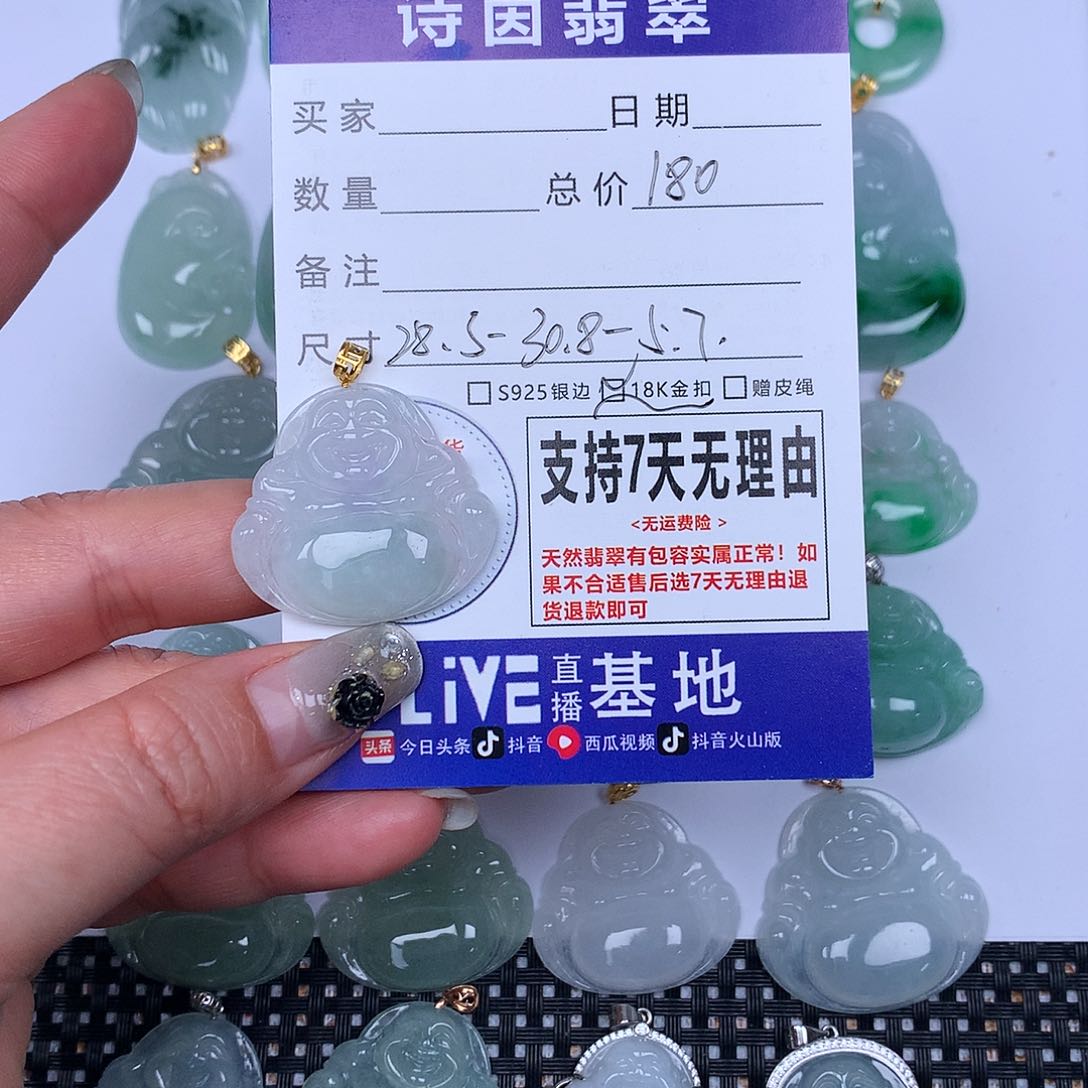 诗因翡翠
买家 日期
数量 总价 180
备注
尺寸 28.5-30.8-5.7.
S925银边 18K金扣 赠皮绳
支持7天无理由
<无运费险>
天然翡翠有包容实属正常！如
果不合适售后选7天无理由退
货退款即可
LiVE直播基地
头条 今日头条 抖音 西瓜视频 抖音火山版